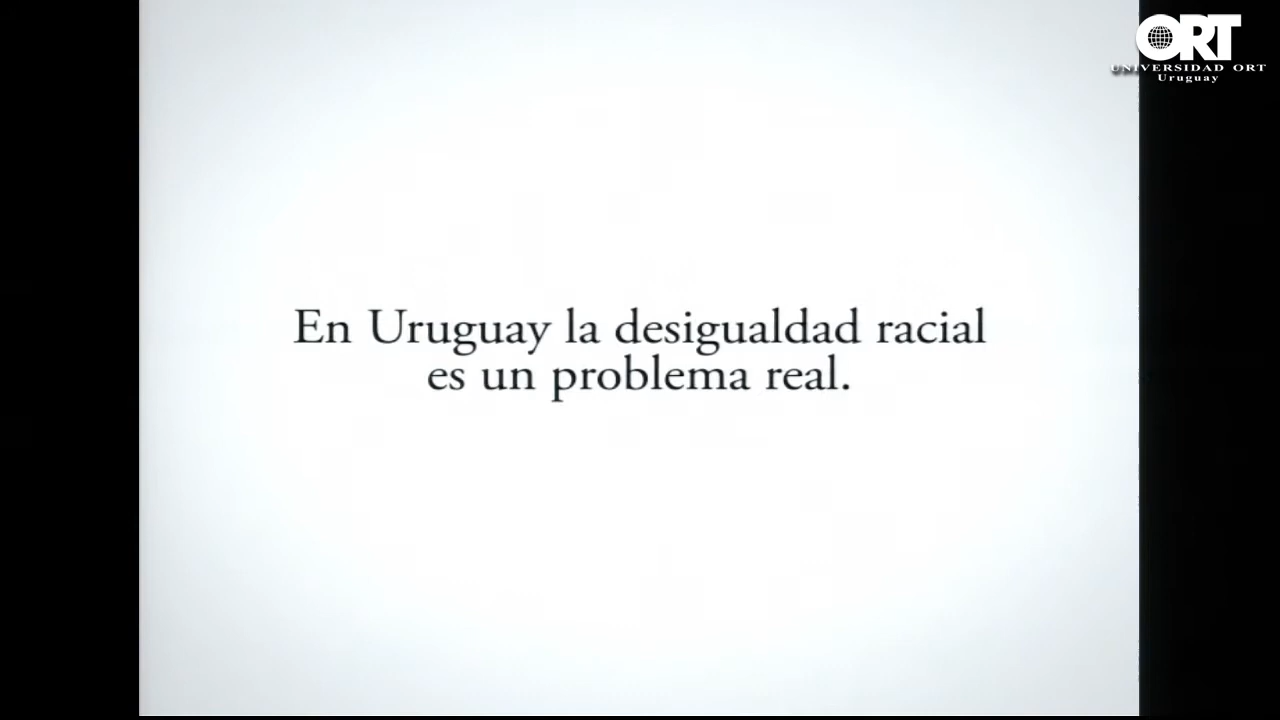 ORT
UNIVERSIDAD ORT
Uruguay
En Uruguay la desigualdad racial
es un problema real.